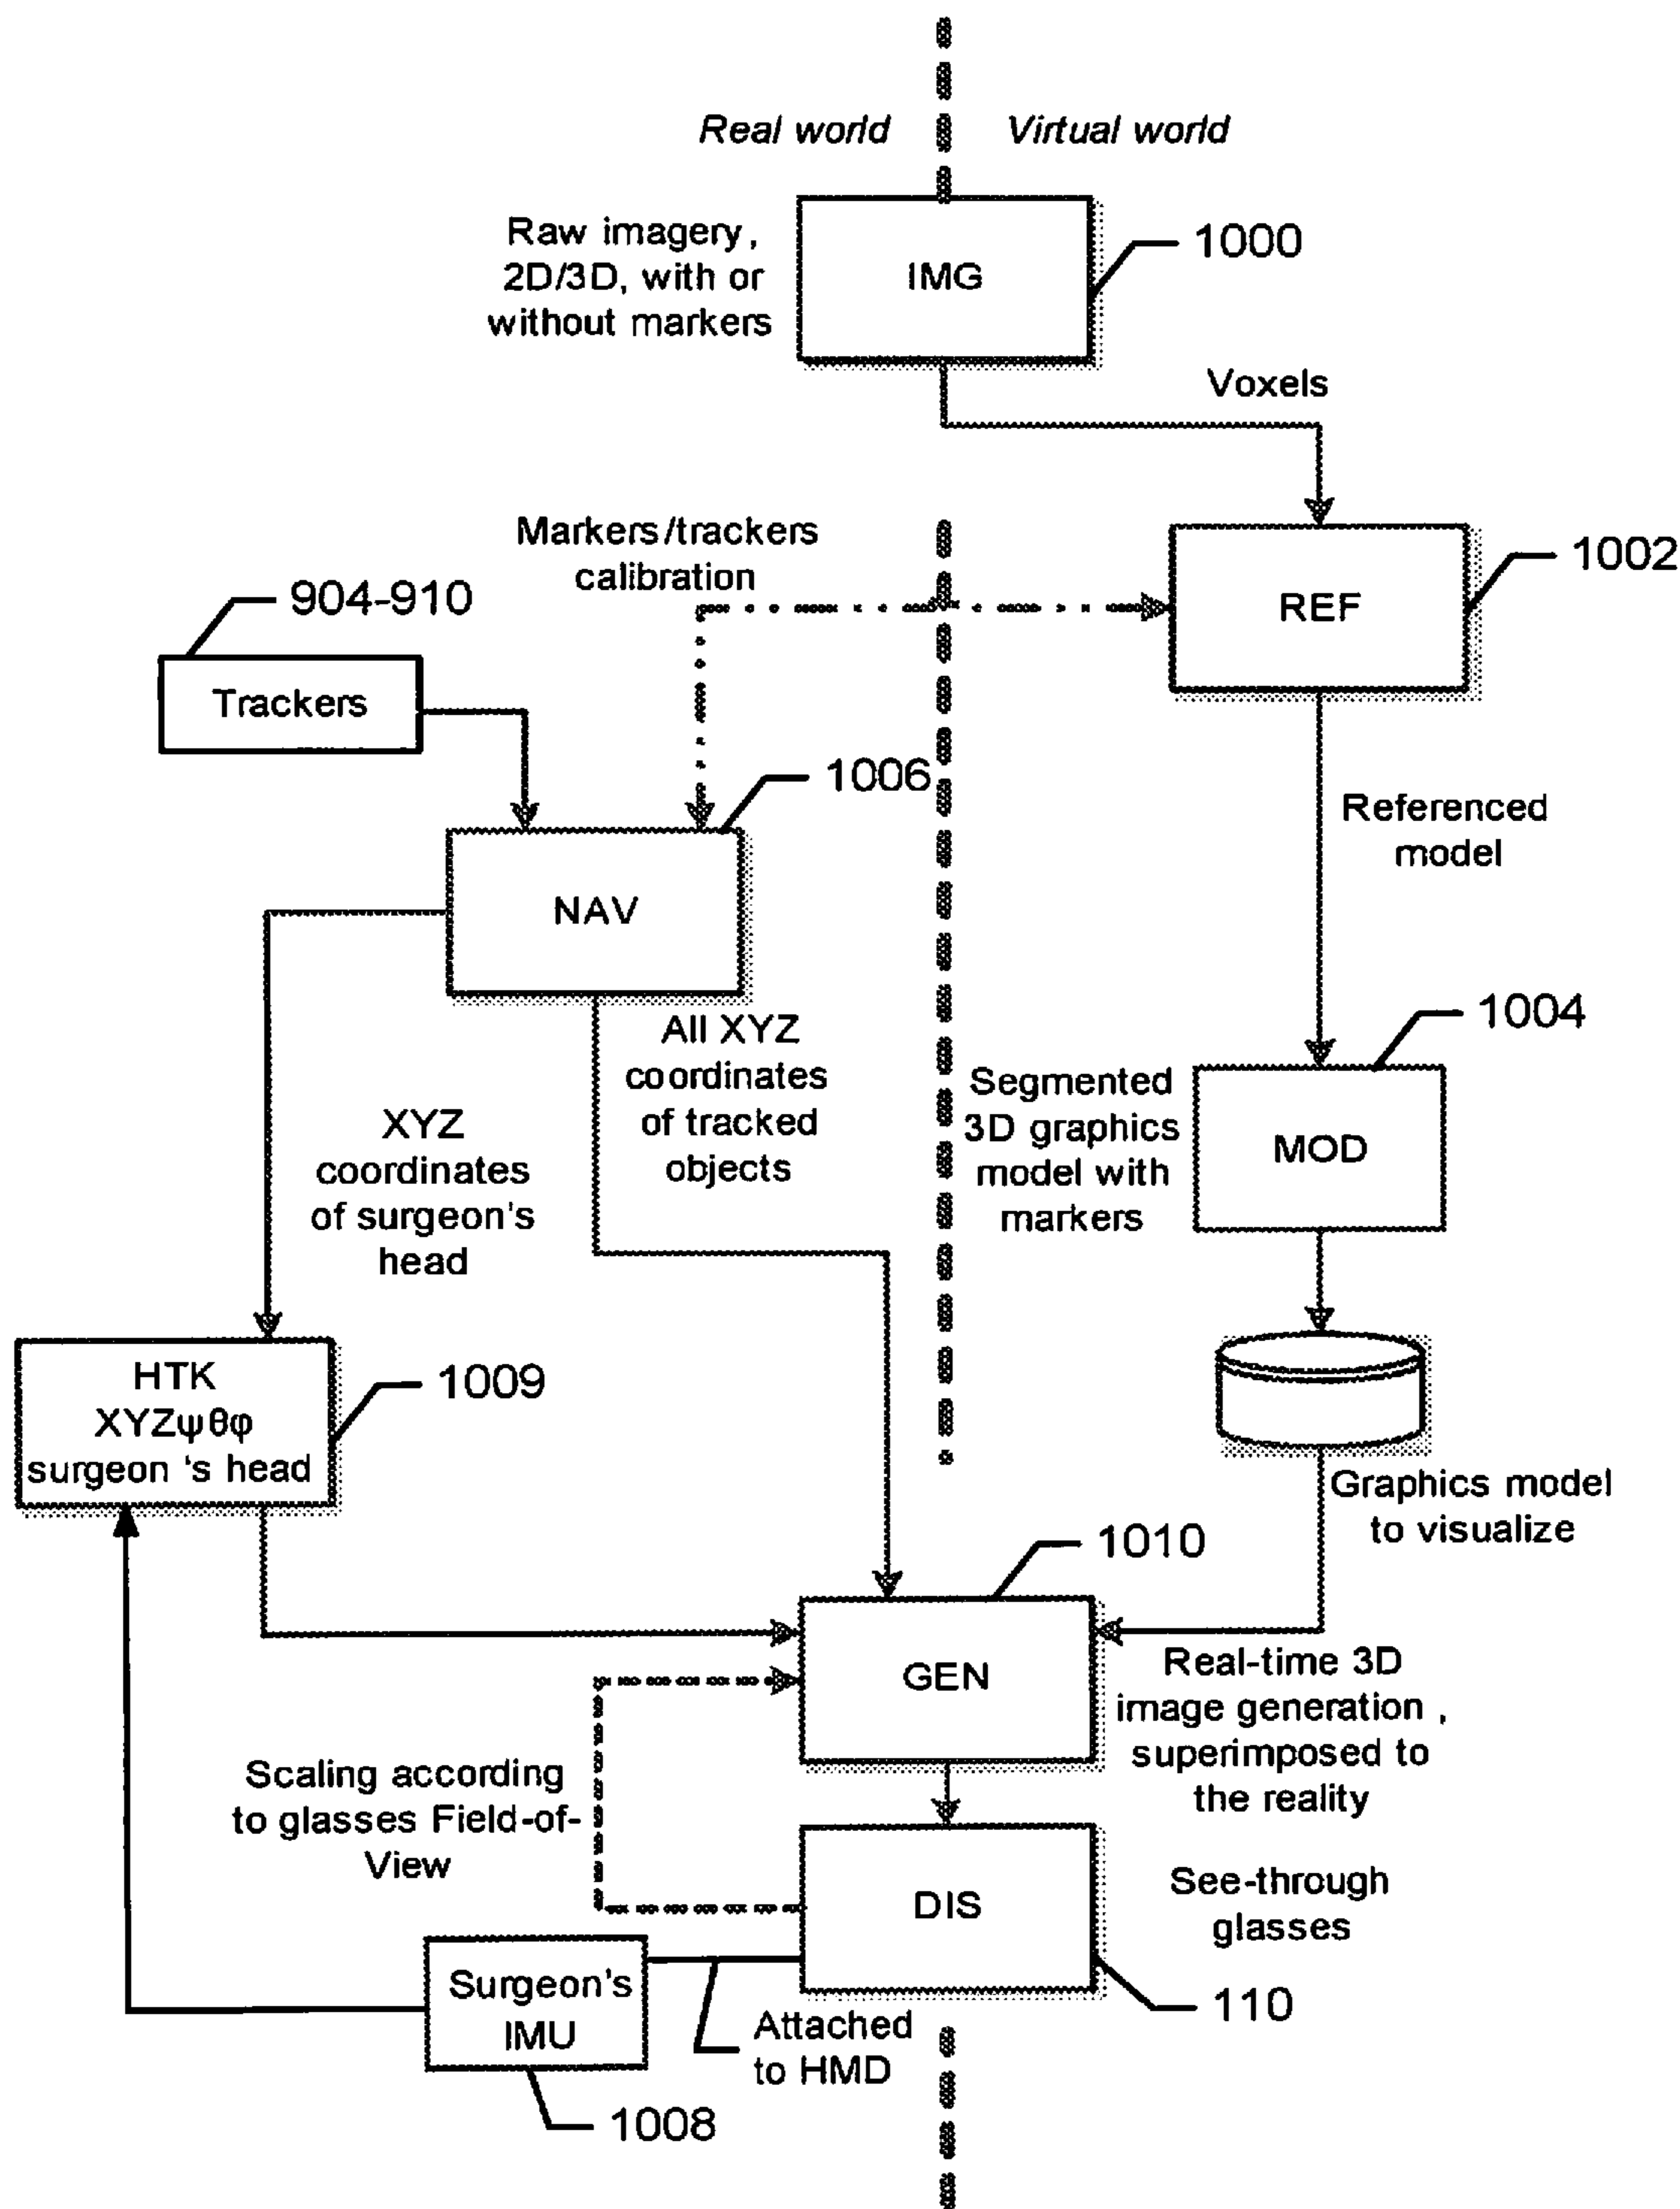 Real world
Virtual world
Raw imagery,
2D/3D, with or
without markers
IMG
1000
Voxels
Markers/trackers
calibration
1002
REF
904-910
Trackers
1006
NAV
Referenced
model
All XYZ
coordinates
of tracked
objects
1004
Segmented
3D graphics
model with
markers
MOD
XYZ
coordinates
of surgeon's
head
HTK
XYZψθφ
surgeon 's head
1009
Graphics model
to visualize
1010
GEN
Real-time 3D
image generation ,
superimposed to
the reality
Scaling according
to glasses Field-of-
View
DIS
See-through
glasses
110
Surgeon's
IMU
Attached
to HMD
1008